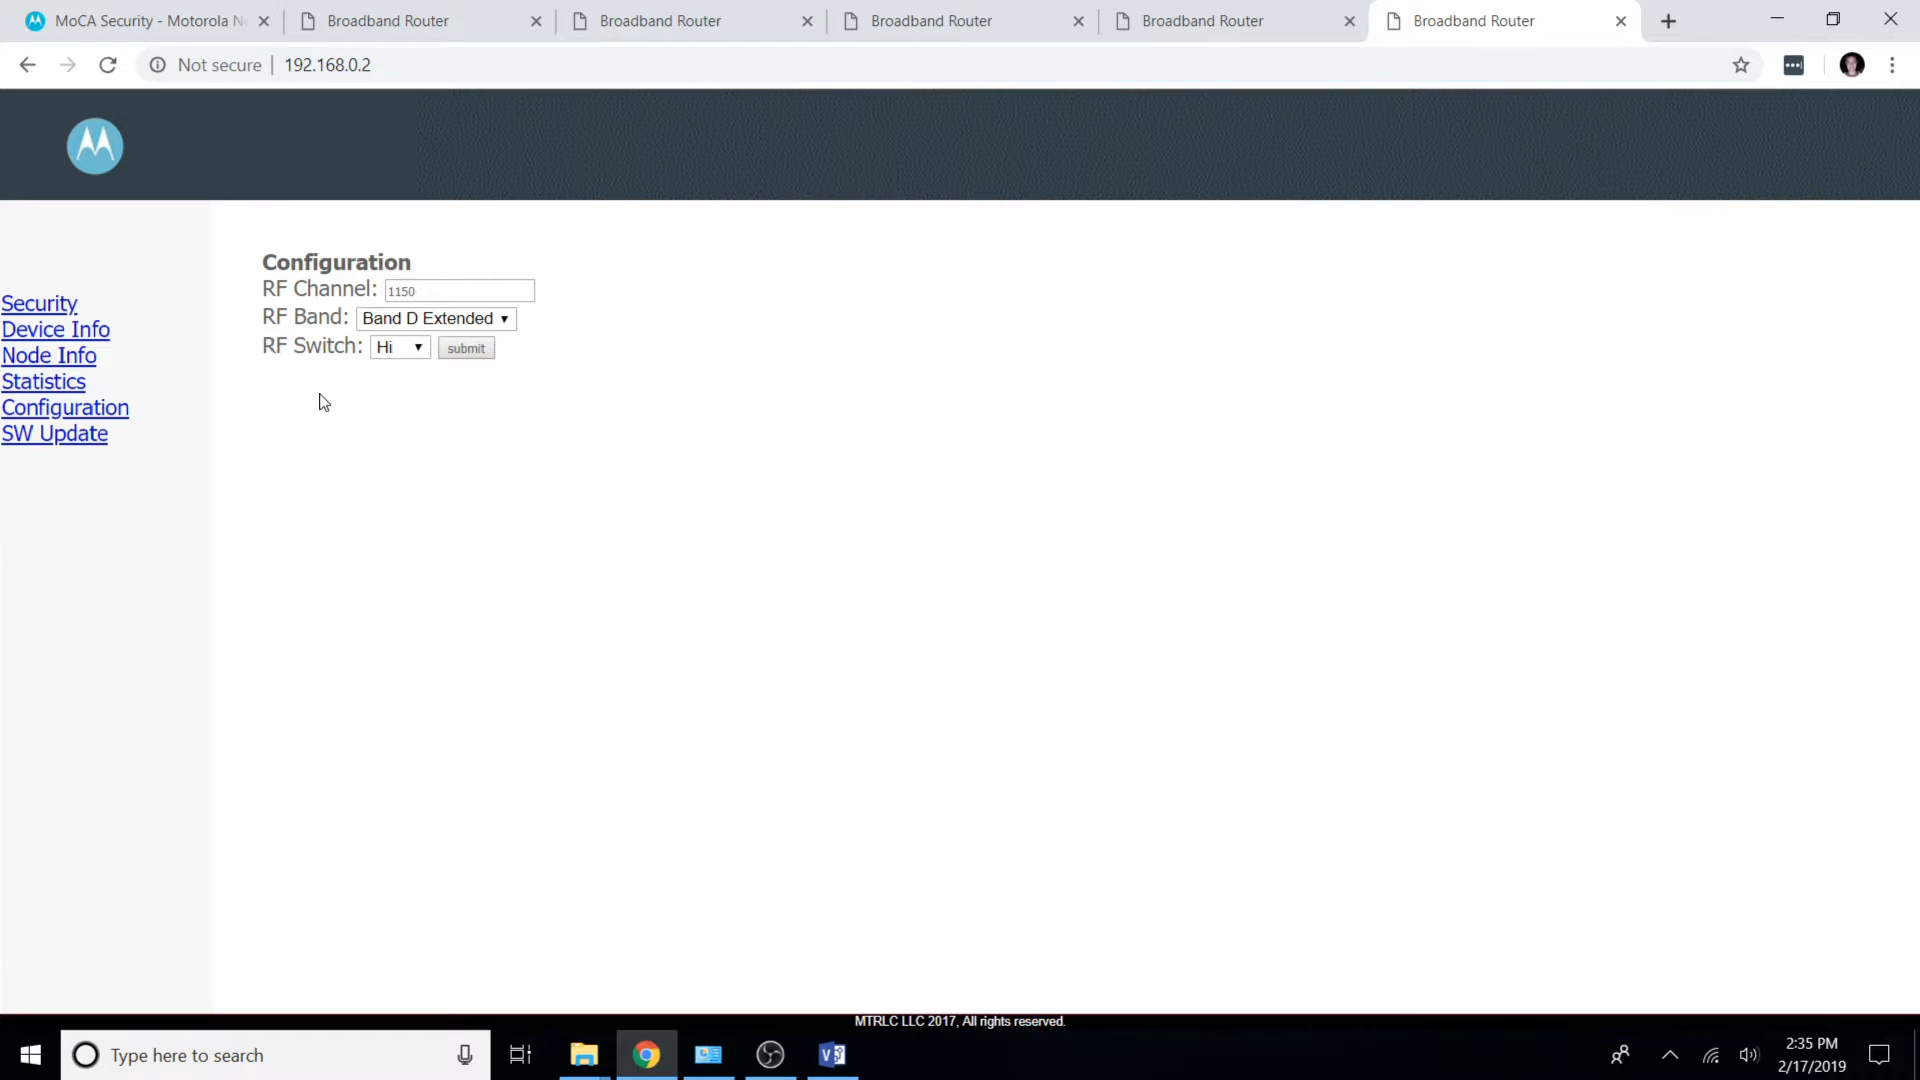 MoCA Security - Motorola N
Broadband Router
Broadband Router
Broadband Router
Broadband Router
Broadband Router
Not secure
192.168.0.2
Security
Device Info
Node Info
Statistics
Configuration
SW Update
Configuration
RF Channel: 1150
RF Band: Band D Extended
RF Switch: Hi submit
MTRLC LLC 2017, All rights reserved.
Type here to search
2:35 PM
2/17/2019